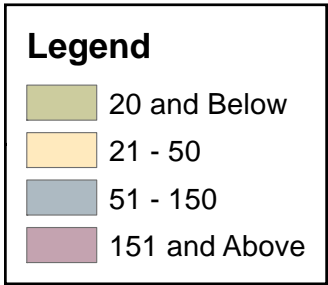 Legend
20 and Below
21 - 50
51 - 150
151 and Above